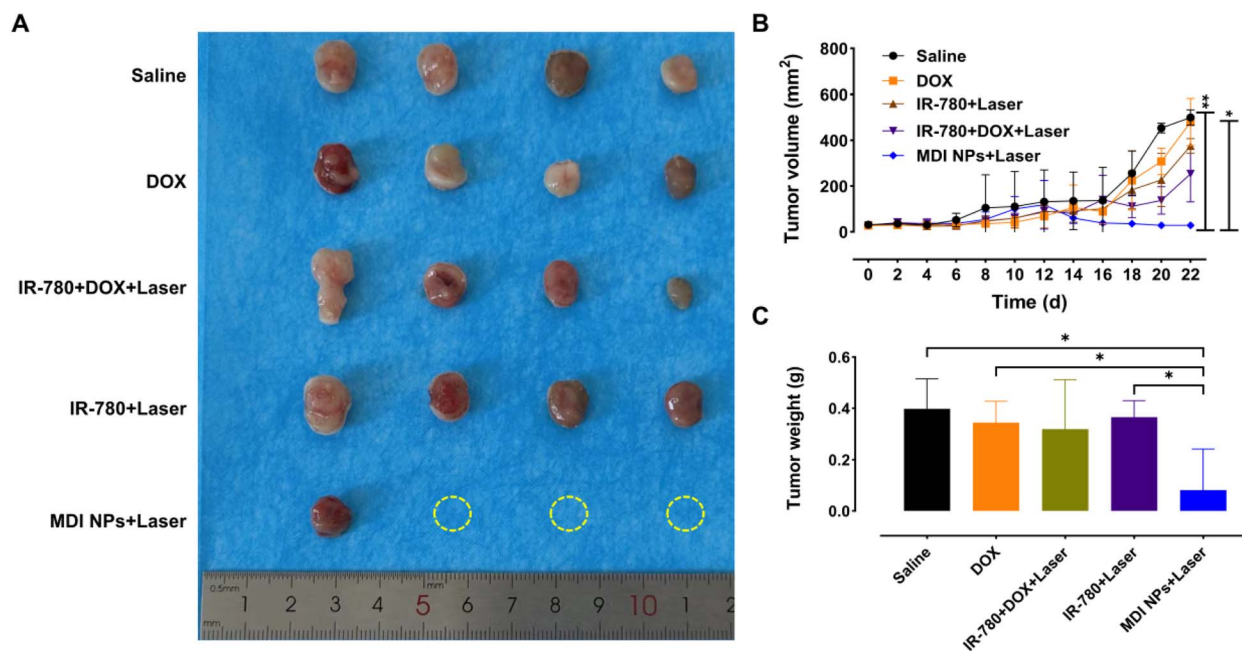 A
Saline
DOX
IR-780+DOX+Laser
IR-780+Laser
MDI NPs+Laser
0.5mm
mm
mm
1 2 3 4 5 6 7 8 9 10 1 2
B
Tumor volume (mm²)
800
600
400
200
0
Saline
DOX
IR-780+Laser
IR-780+DOX+Laser
MDI NPs+Laser
**
*
0 2 4 6 8 10 12 14 16 18 20 22
Time (d)
C
Tumor weight (g)
0.6
0.4
0.2
0.0
*
*
*
Saline
DOX
IR-780+DOX+Laser
IR-780+Laser
MDI NPs+Laser